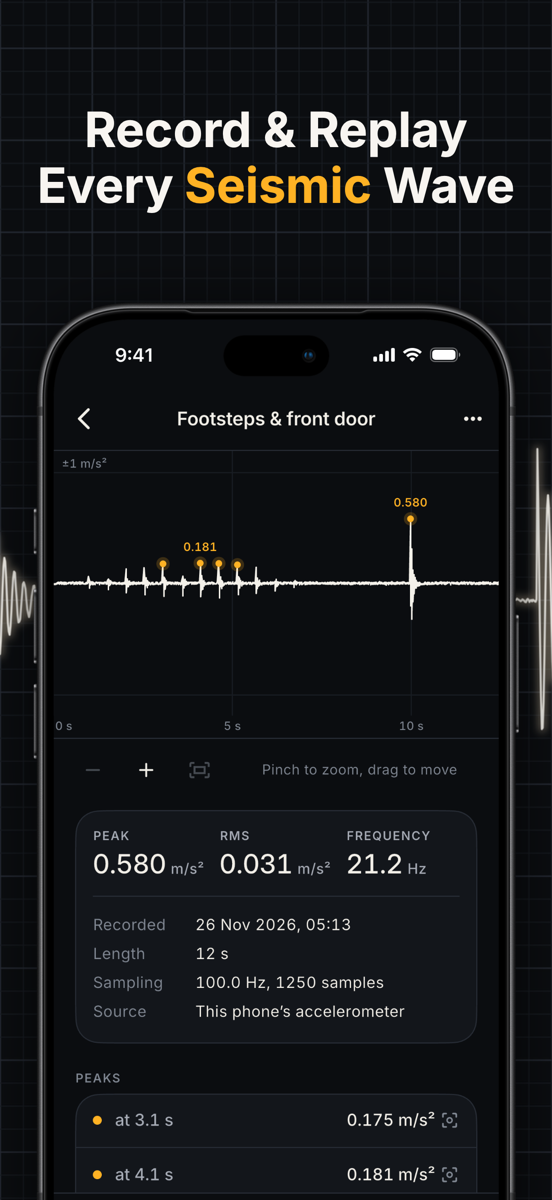 Record & Replay
Every Seismic Wave
9:41
Footsteps & front door
±1 m/s²
0.580
0.181
0 s
5 s
10 s
Pinch to zoom, drag to move
PEAK
RMS
FREQUENCY
0.580 m/s²
0.031 m/s²
21.2 Hz
Recorded 26 Nov 2026, 05:13
Length 12 s
Sampling 100.0 Hz, 1250 samples
Source This phone’s accelerometer
PEAKS
at 3.1 s 0.175 m/s²
at 4.1 s 0.181 m/s²